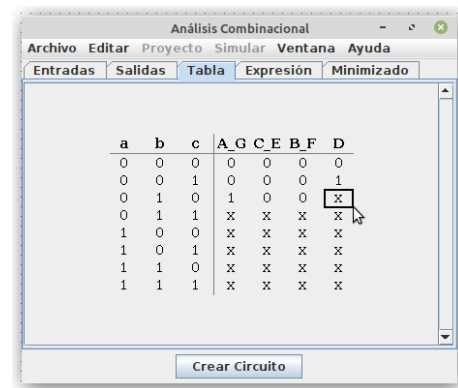 Análisis Combinacional
Archivo Editar Proyecto Simular Ventana Ayuda
Entradas Salidas Tabla Expresión Minimizado
a b c A_G C_E B_F D
0 0 0 0 0 0 0
0 0 1 0 0 0 1
0 1 0 1 0 0 x
0 1 1 x x x x
1 0 0 x x x x
1 0 1 x x x x
1 1 0 x x x x
1 1 1 x x x x
Crear Circuito